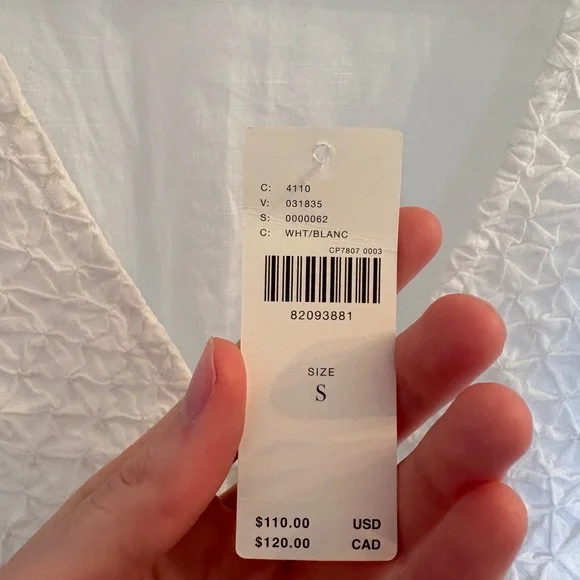 C: 4110
V: 031835
S: 0000062
C: WHT/BLANC
CP7807 0003
82093881
SIZE
S
$110.00 USD
$120.00 CAD